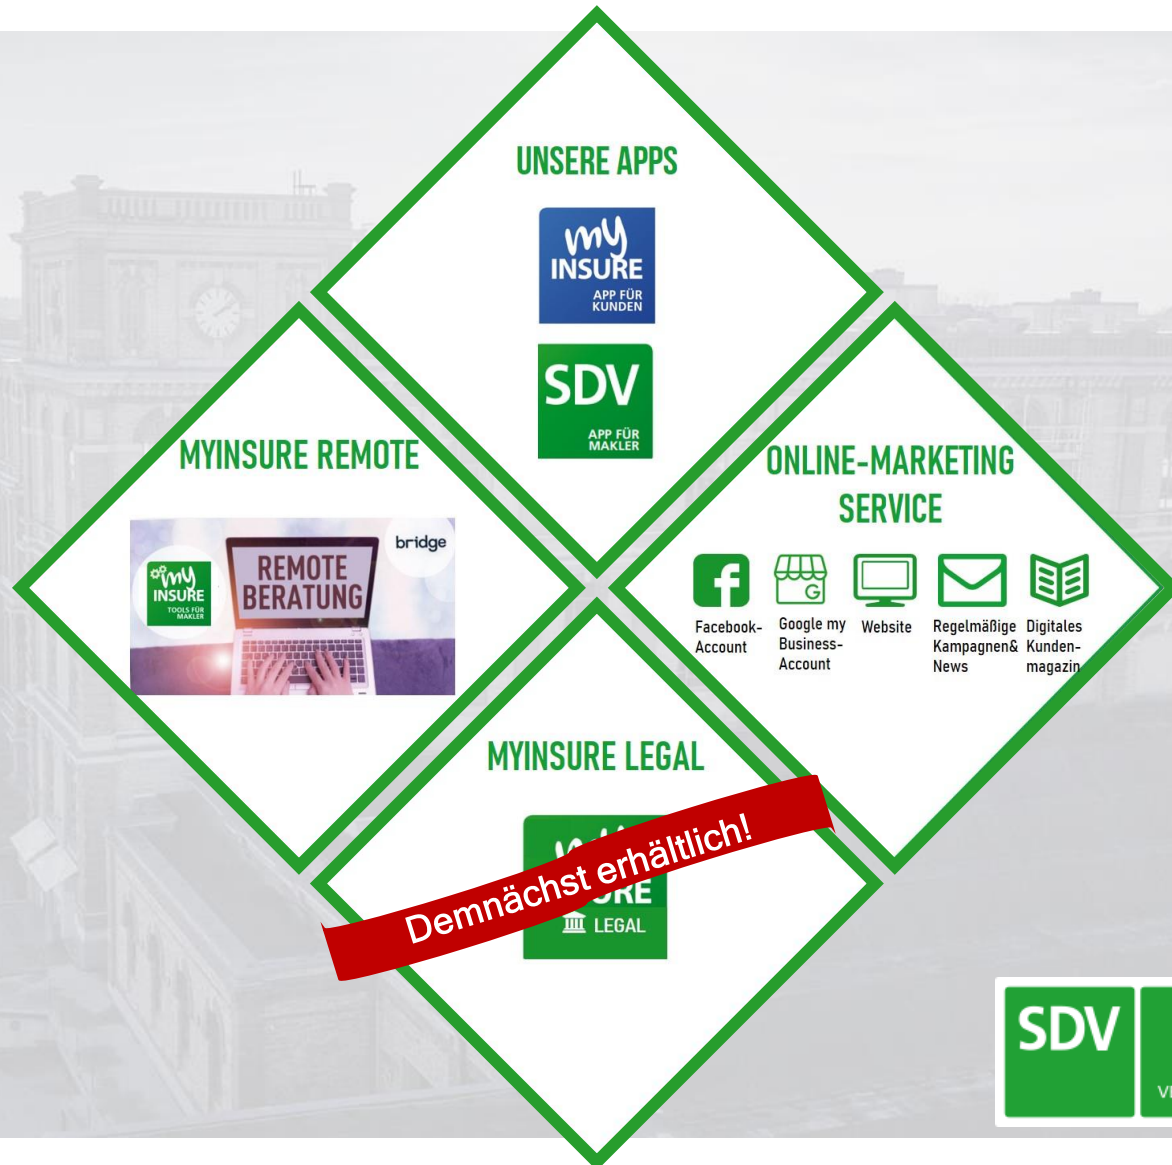 UNSERE APPS
my
INSURE
APP FÜR
KUNDEN
SDV
APP FÜR
MAKLER
MYINSURE REMOTE
bridge
my
INSURE
TOOLS FÜR
MAKLER
REMOTE
BERATUNG
ONLINE-MARKETING
SERVICE
f
Facebook-
Account
G
Google my
Business-
Account
Website
Regelmäßige
Kampagnen&
News
Digitales
Kunden-
magazin
MYINSURE LEGAL
Demnächst erhältlich!
LEGAL
SDV